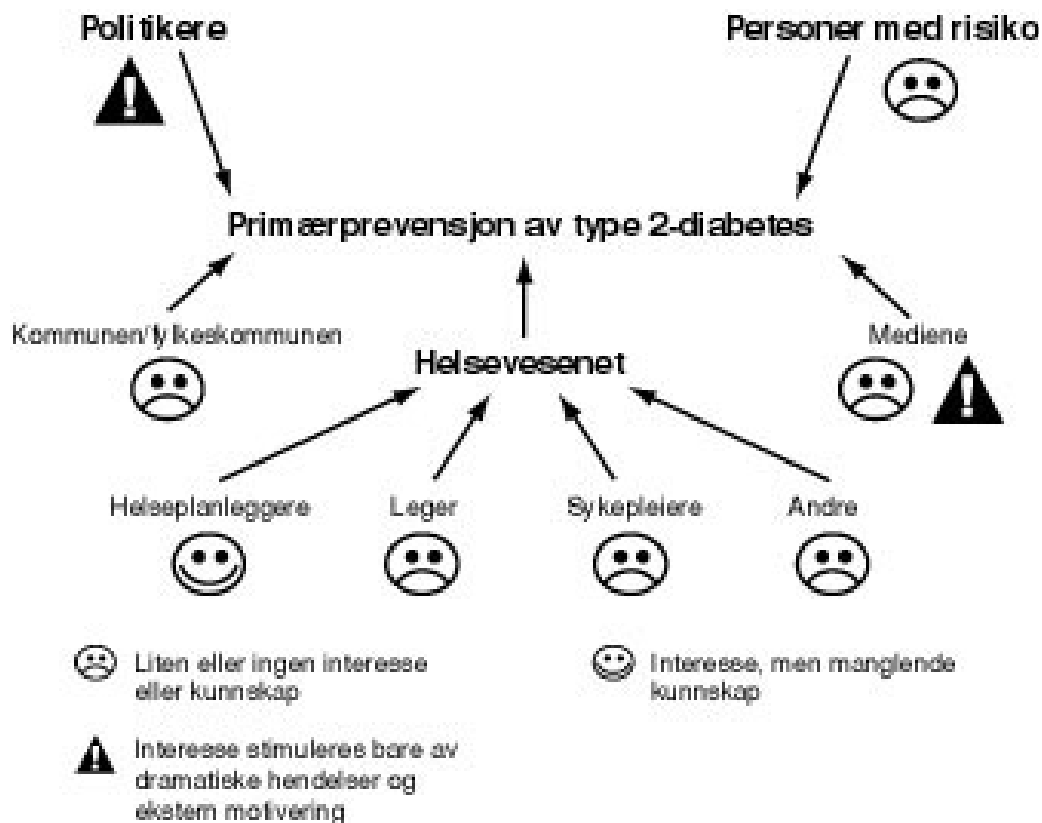 Politikere
Personer med risiko
Primærprevensjon av type 2-diabetes
Kommunen/fylkeskommunen
Mediene
Helsevesenet
Helseplanleggere
Leger
Sykepleiere
Andre
Liten eller ingen interesse
eller kunnskap
Interesse, men manglende
kunnskap
Interesse stimuleres bare av
dramatiske hendelser og
ekstern motivering